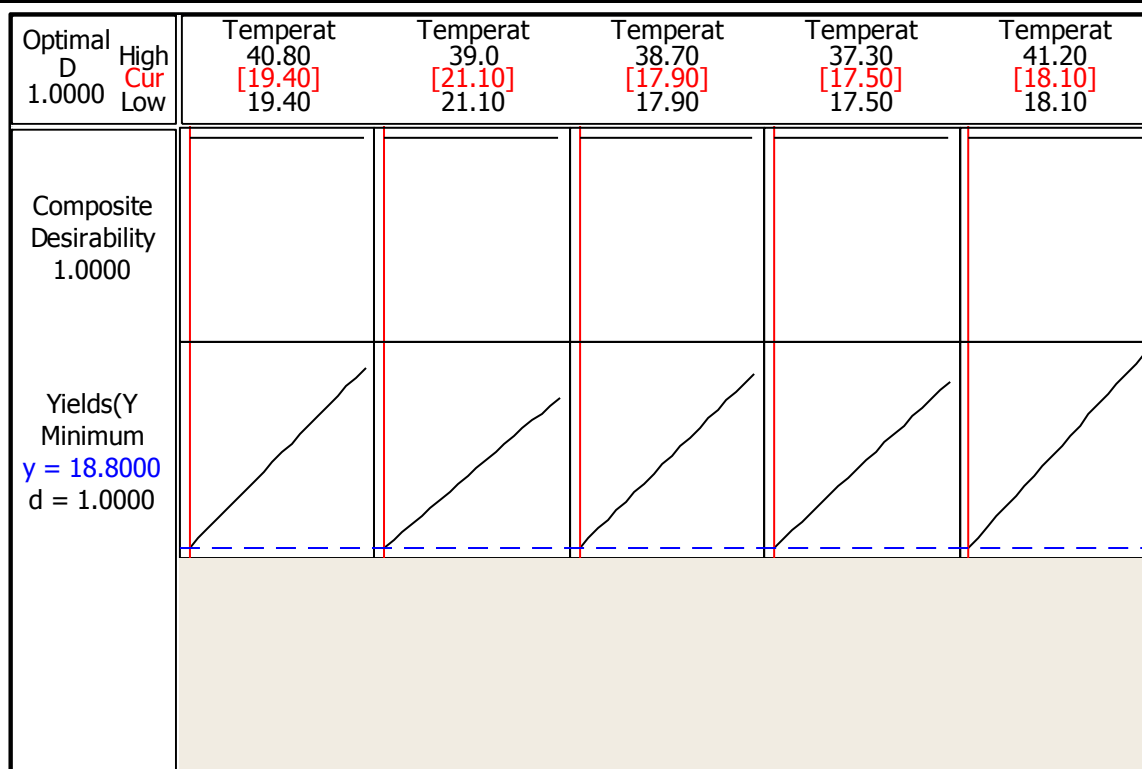 Optimal
D
1.0000
High
Cur
Low
Temperat
40.80
[19.40]
19.40
Temperat
39.0
[21.10]
21.10
Temperat
38.70
[17.90]
17.90
Temperat
37.30
[17.50]
17.50
Temperat
41.20
[18.10]
18.10
Composite
Desirability
1.0000
Yields(Y
Minimum
y = 18.8000
d = 1.0000